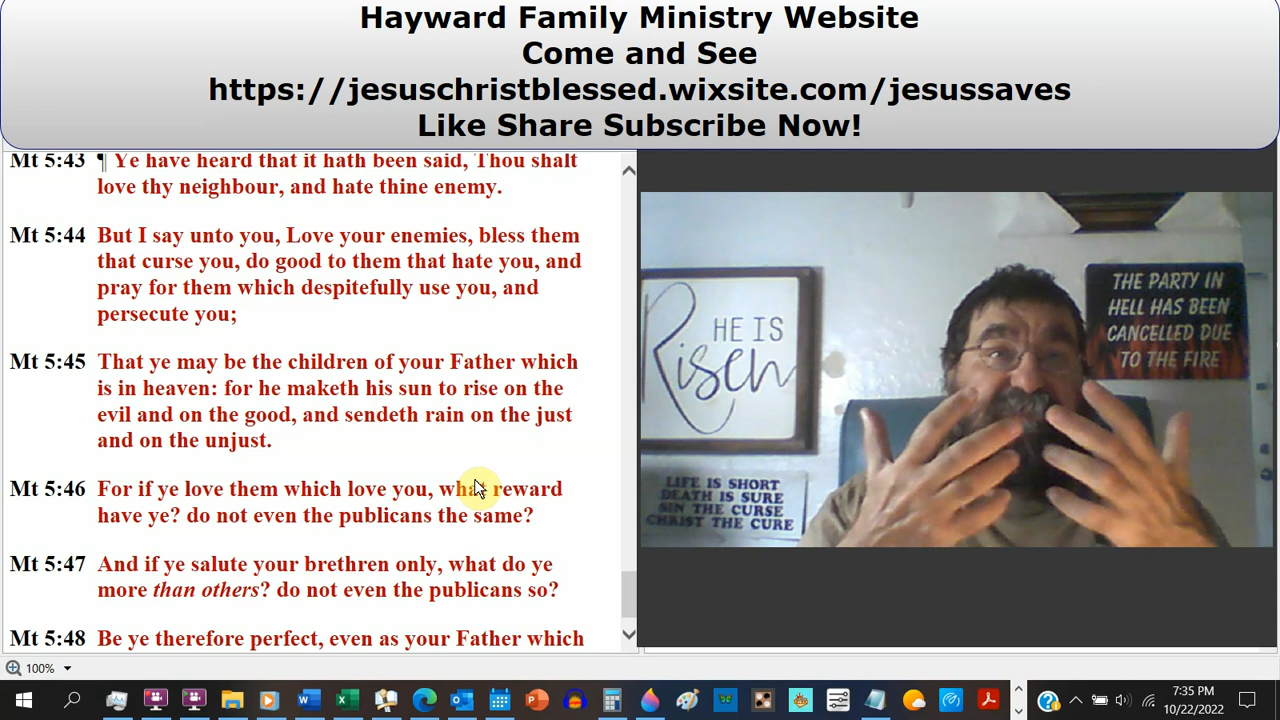 Hayward Family Ministry Website
Come and See
https://jesuschristblessed.wixsite.com/jesussaves
Like Share Subscribe Now!
Mt 5:43 ¶ Ye have heard that it hath been said, Thou shalt
love thy neighbour, and hate thine enemy.
Mt 5:44 But I say unto you, Love your enemies, bless them
that curse you, do good to them that hate you, and
pray for them which despitefully use you, and
persecute you;
Mt 5:45 That ye may be the children of your Father which
is in heaven: for he maketh his sun to rise on the
evil and on the good, and sendeth rain on the just
and on the unjust.
Mt 5:46 For if ye love them which love you, what reward
have ye? do not even the publicans the same?
Mt 5:47 And if ye salute your brethren only, what do ye
more than others? do not even the publicans so?
Mt 5:48 Be ye therefore perfect, even as your Father which
HE IS
Risen
THE PARTY IN
HELL HAS BEEN
CANCELLED DUE
TO THE FIRE
LIFE IS SHORT
DEATH IS SURE
SIN THE CURSE
CHRIST THE CURE
100%
7:35 PM
10/22/2022